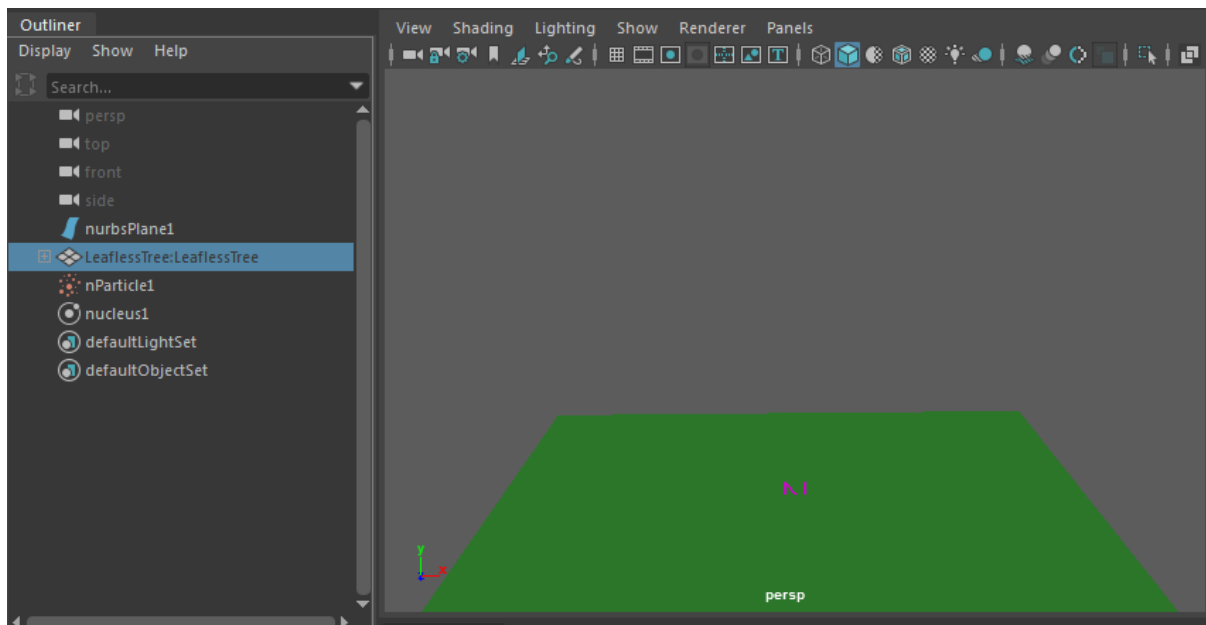 Outliner
Display Show Help
Search...
persp
top
front
side
nurbsPlane1
LeaflessTree:LeaflessTree
nParticle1
nucleus1
defaultLightSet
defaultObjectSet
View Shading Lighting Show Renderer Panels
T
N
y
x
z
persp